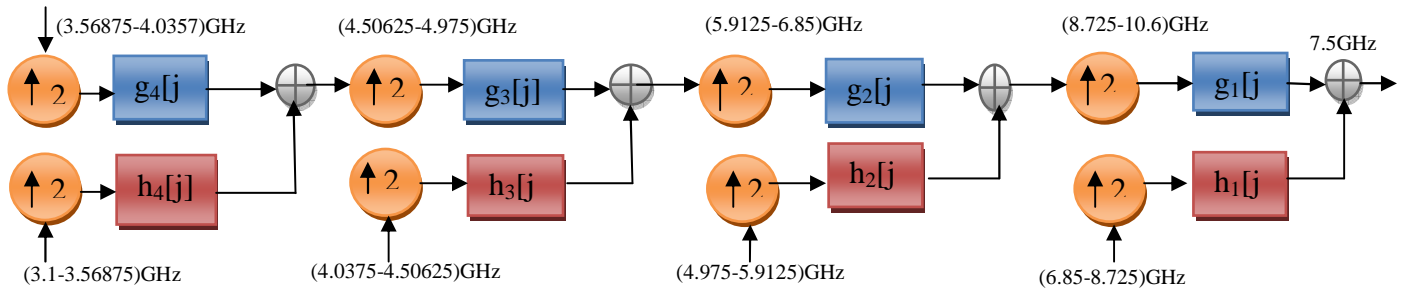 (3.56875-4.0357)GHz
(4.50625-4.975)GHz
(5.9125-6.85)GHz
(8.725-10.6)GHz
7.5GHz
↑ 2
g4[j
↑ 2
g3[j]
↑ 2
g2[j
↑ 2
g1[j
↑ 2
h4[j]
↑ 2
h3[j
↑ 2
h2[j
↑ 2
h1[j
(3.1-3.56875)GHz
(4.0375-4.50625)GHz
(4.975-5.9125)GHz
(6.85-8.725)GHz